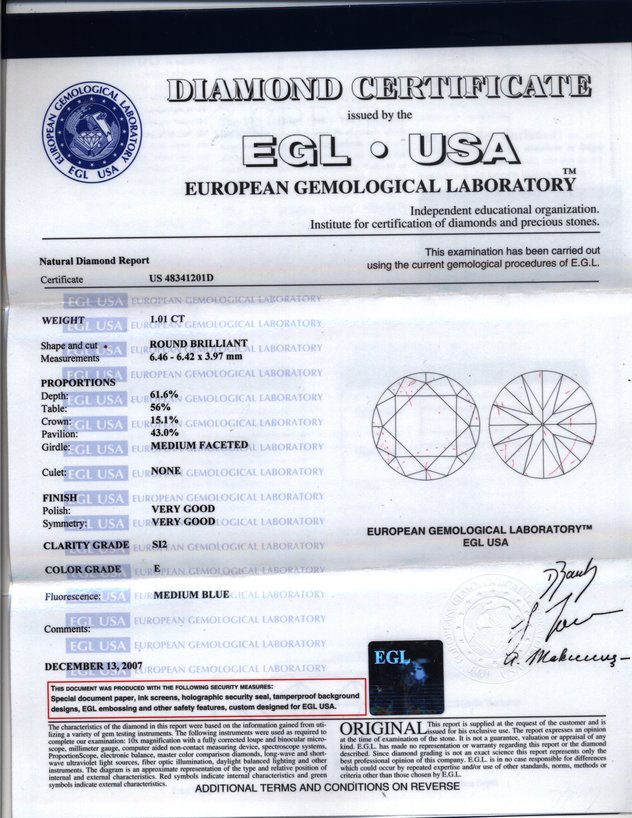 EUROPEAN GEMOLOGICAL LABORATORY
EGL USA
DIAMOND CERTIFICATE
issued by the
EGL • USA
EUROPEAN GEMOLOGICAL LABORATORY™
Independent educational organization.
Institute for certification of diamonds and precious stones.
Natural Diamond Report
This examination has been carried out
using the current gemological procedures of E.G.L.
Certificate US 48341201D
EGL USA EUROPEAN GEMOLOGICAL LABORATORY
WEIGHT 1.01 CT
Shape and cut ROUND BRILLIANT
Measurements 6.46 - 6.42 x 3.97 mm
PROPORTIONS
Depth: 61.6%
Table: 56%
Crown: 15.1%
Pavilion: 43.0%
Girdle: MEDIUM FACETED
Culet: NONE
FINISH
Polish: VERY GOOD
Symmetry: VERY GOOD
EUROPEAN GEMOLOGICAL LABORATORY™
EGL USA
CLARITY GRADE SI2
COLOR GRADE E
Fluorescence: MEDIUM BLUE
Comments:
EGL
DECEMBER 13, 2007
THIS DOCUMENT WAS PRODUCED WITH THE FOLLOWING SECURITY MEASURES:
Special document paper, ink screens, holographic security seal, tamperproof background
designs, EGL embossing and other safety features, custom designed for EGL USA.
The characteristics of the diamond in this report were based on the information gained from uti-
lizing a variety of gem testing instruments. The following instruments were used as required to
complete our examination: 10x magnification with a fully corrected loupe and binocular micro-
scope, millimeter gauge, computer aided non-contact measuring device, spectroscope systems,
ProportionScope, electronic balance, master color comparison diamonds, long-wave and short-
wave ultraviolet light sources, fiber optic illumination, daylight balanced lighting and other
instruments. The diagram is an approximate representation of the type and relative position of
internal and external characteristics. Red symbols indicate internal characteristics and green
symbols indicate external characteristics.
ORIGINAL This report is supplied at the request of the customer and is
issued for his exclusive use. The report expresses an opinion
at the time of examination of the stone. It is not a guarantee, valuation or appraisal of any
kind. E.G.L. has made no representation or warranty regarding this report or the diamond
described. Since diamond grading is not an exact science this report represents only the
best professional opinion of this company. E.G.L. is in no case responsible for differences
which could occur by repeated expertise and/or use of other standards, norms, methods or
criteria other than those chosen by E.G.L.
ADDITIONAL TERMS AND CONDITIONS ON REVERSE